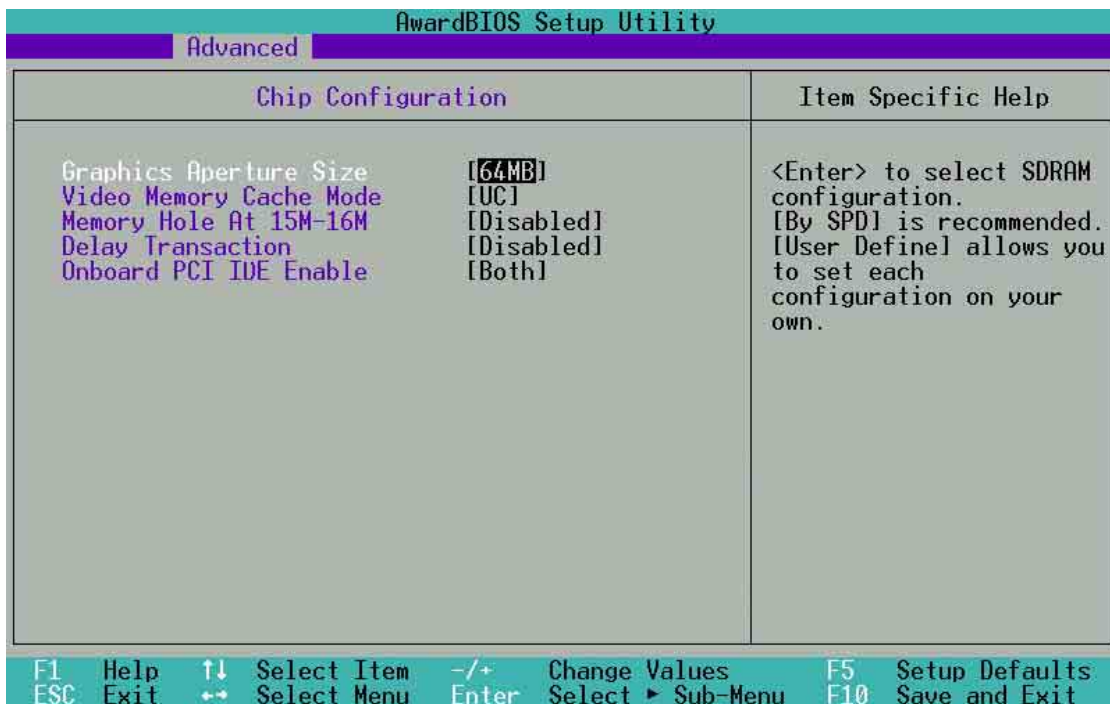 AwardBIOS Setup Utility
Advanced
Chip Configuration
Item Specific Help
Graphics Aperture Size [64MB]
Video Memory Cache Mode [UC]
Memory Hole At 15M-16M [Disabled]
Delay Transaction [Disabled]
Onboard PCI IDE Enable [Both]
<Enter> to select SDRAM
configuration.
[By SPD] is recommended.
[User Define] allows you
to set each
configuration on your
own.
F1 Help ↑↓ Select Item -/+ Change Values F5 Setup Defaults
ESC Exit ←→ Select Menu Enter Select ► Sub-Menu F10 Save and Exit